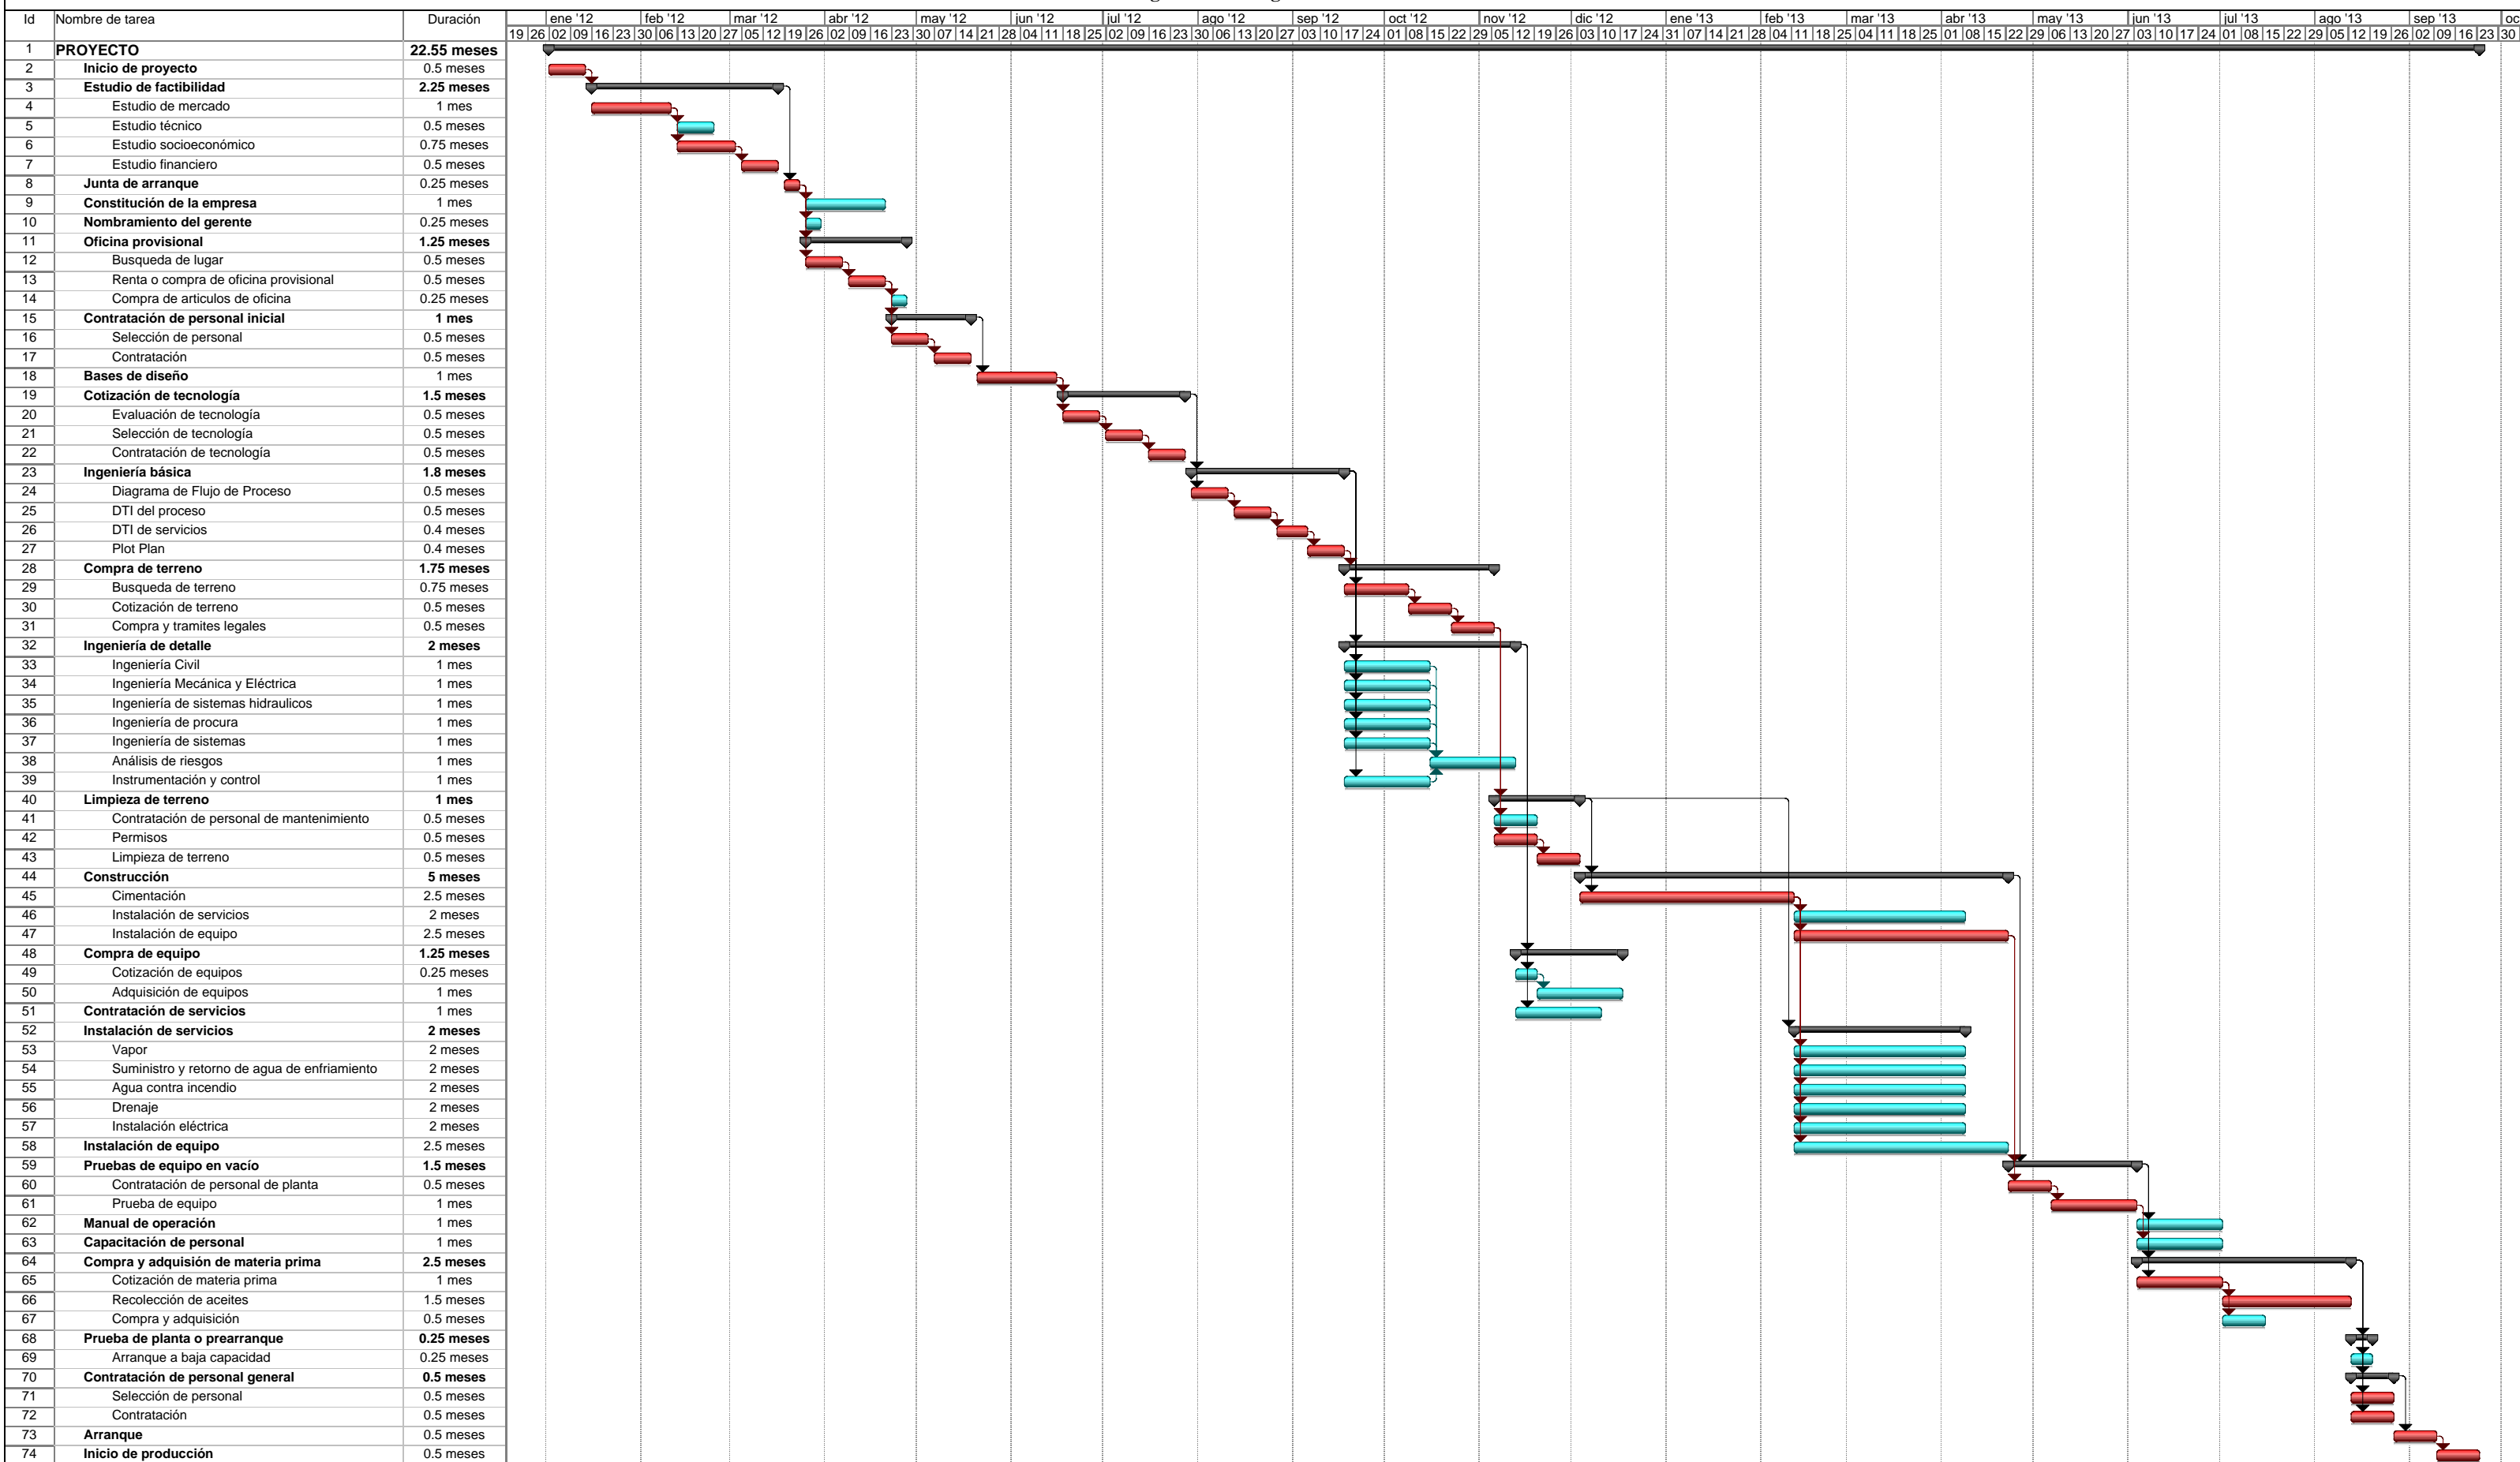 Id Nombre de tarea Duración ene '12 feb '12 mar '12 abr '12 may '12 jun '12 jul '12 ago '12 sep '12 oct '12 nov '12 dic '12 ene '13 feb '13 mar '13 abr '13 may '13 jun '13 jul '13 ago '13 sep '13 oc
19 26 02 09 16 23 30 06 13 20 27 05 12 19 26 02 09 16 23 30 07 14 21 28 04 11 18 25 02 09 16 23 30 06 13 20 27 03 10 17 24 01 08 15 22 29 05 12 19 26 03 10 17 24 31 07 14 21 28 04 11 18 25 04 11 18 25 01 08 15 22 29 06 13 20 27 03 10 17 24 01 08 15 22 29 05 12 19 26 02 09 16 23 30
1 PROYECTO 22.55 meses
2 Inicio de proyecto 0.5 meses
3 Estudio de factibilidad 2.25 meses
4 Estudio de mercado 1 mes
5 Estudio técnico 0.5 meses
6 Estudio socioeconómico 0.75 meses
7 Estudio financiero 0.5 meses
8 Junta de arranque 0.25 meses
9 Constitución de la empresa 1 mes
10 Nombramiento del gerente 0.25 meses
11 Oficina provisional 1.25 meses
12 Busqueda de lugar 0.5 meses
13 Renta o compra de oficina provisional 0.5 meses
14 Compra de articulos de oficina 0.25 meses
15 Contratación de personal inicial 1 mes
16 Selección de personal 0.5 meses
17 Contratación 0.5 meses
18 Bases de diseño 1 mes
19 Cotización de tecnología 1.5 meses
20 Evaluación de tecnología 0.5 meses
21 Selección de tecnología 0.5 meses
22 Contratación de tecnología 0.5 meses
23 Ingeniería básica 1.8 meses
24 Diagrama de Flujo de Proceso 0.5 meses
25 DTI del proceso 0.5 meses
26 DTI de servicios 0.4 meses
27 Plot Plan 0.4 meses
28 Compra de terreno 1.75 meses
29 Busqueda de terreno 0.75 meses
30 Cotización de terreno 0.5 meses
31 Compra y tramites legales 0.5 meses
32 Ingeniería de detalle 2 meses
33 Ingeniería Civil 1 mes
34 Ingeniería Mecánica y Eléctrica 1 mes
35 Ingeniería de sistemas hidraulicos 1 mes
36 Ingeniería de procura 1 mes
37 Ingeniería de sistemas 1 mes
38 Análisis de riesgos 1 mes
39 Instrumentación y control 1 mes
40 Limpieza de terreno 1 mes
41 Contratación de personal de mantenimiento 0.5 meses
42 Permisos 0.5 meses
43 Limpieza de terreno 0.5 meses
44 Construcción 5 meses
45 Cimentación 2.5 meses
46 Instalación de servicios 2 meses
47 Instalación de equipo 2.5 meses
48 Compra de equipo 1.25 meses
49 Cotización de equipos 0.25 meses
50 Adquisición de equipos 1 mes
51 Contratación de servicios 1 mes
52 Instalación de servicios 2 meses
53 Vapor 2 meses
54 Suministro y retorno de agua de enfriamiento 2 meses
55 Agua contra incendio 2 meses
56 Drenaje 2 meses
57 Instalación eléctrica 2 meses
58 Instalación de equipo 2.5 meses
59 Pruebas de equipo en vacío 1.5 meses
60 Contratación de personal de planta 0.5 meses
61 Prueba de equipo 1 mes
62 Manual de operación 1 mes
63 Capacitación de personal 1 mes
64 Compra y adquisión de materia prima 2.5 meses
65 Cotización de materia prima 1 mes
66 Recolección de aceites 1.5 meses
67 Compra y adquisición 0.5 meses
68 Prueba de planta o prearranque 0.25 meses
69 Arranque a baja capacidad 0.25 meses
70 Contratación de personal general 0.5 meses
71 Selección de personal 0.5 meses
72 Contratación 0.5 meses
73 Arranque 0.5 meses
74 Inicio de producción 0.5 meses